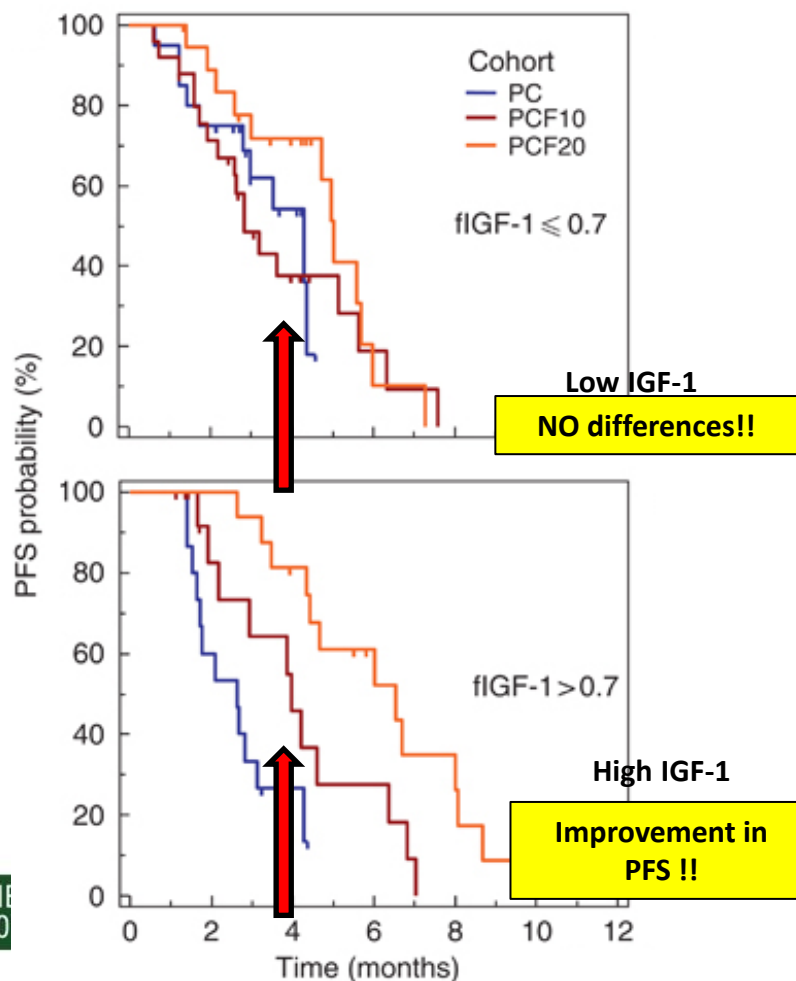 100
80
60
40
20
0
Cohort
PC
PCF10
PCF20
fIGF-1 ⩽ 0.7
Low IGF-1
NO differences!!
PFS probability (%)
100
80
60
40
20
0
fIGF-1 > 0.7
High IGF-1
Improvement in
PFS !!
0 2 4 6 8 10 12
Time (months)